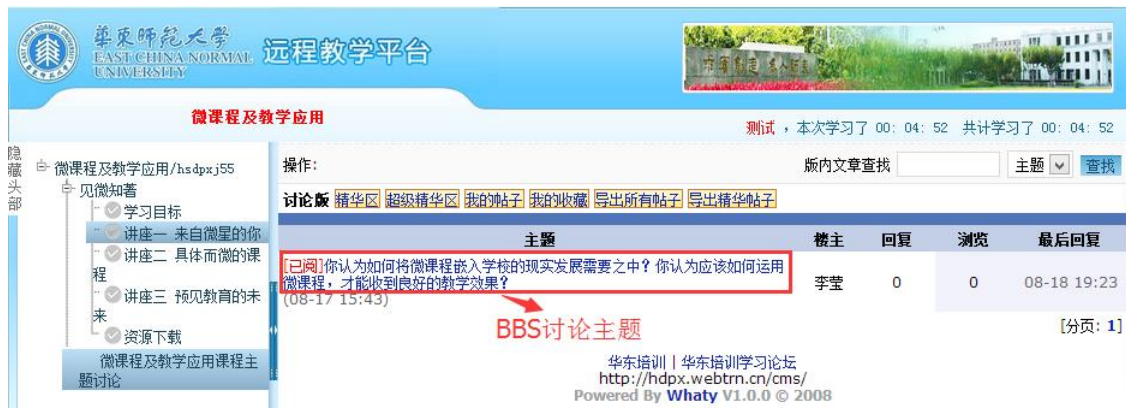 華東師范大学
EAST CHINA NORMAL
UNIVERSITY
远程教学平台
微课程及教学应用
测试 ，本次学习了 00: 04: 52 共计学习了 00: 04: 52
隐藏头部
微课程及教学应用/hsdpxj55
见微知著
学习目标
讲座一 来自微星的你
讲座二 具体而微的课
程
讲座三 预见教育的未
来
资源下载
微课程及教学应用课程主
题讨论
操作:
版内文章查找 主题 查找
讨论版 精华区 超级精华区 我的帖子 我的收藏 导出所有帖子 导出精华帖子
主题 楼主 回复 浏览 最后回复
[已阅]你认为如何将微课程嵌入学校的现实发展需要之中？你认为应该如何运用
微课程，才能收到良好的教学效果？
(08-17 15:43)
李莹 0 0 08-18 19:23
BBS讨论主题
[分页: 1]
华东培训 | 华东培训学习论坛
http://hdpx.webtrn.cn/cms/
Powered By Whaty V1.0.0 © 2008